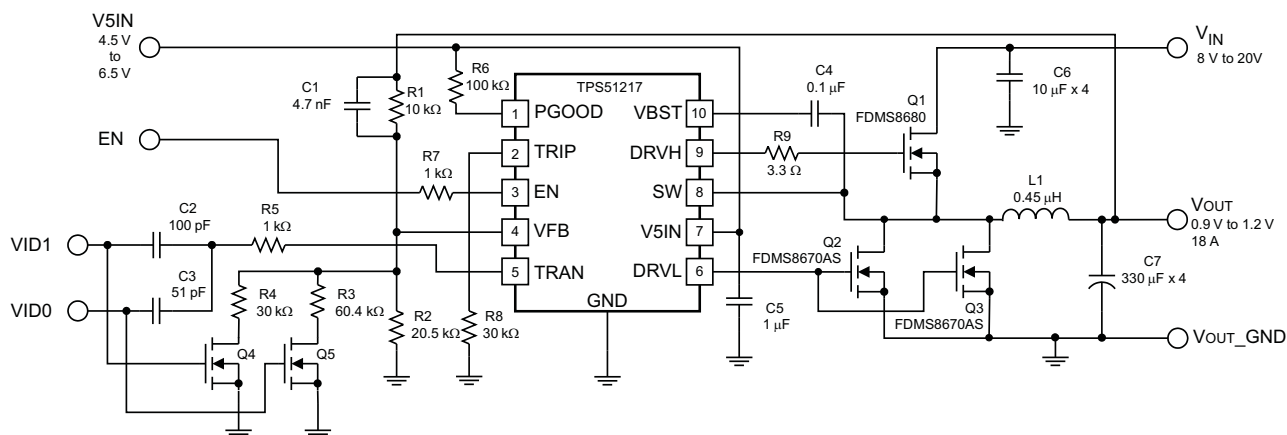 V5IN
4.5 V
to
6.5 V
EN
VID1
VID0
C1
4.7 nF
R1
10 kΩ
R6
100 kΩ
R7
1 kΩ
C2
100 pF
R5
1 kΩ
C3
51 pF
R4
30 kΩ
R3
60.4 kΩ
R2
20.5 kΩ
R8
30 kΩ
Q4
Q5
TPS51217
1 PGOOD
2 TRIP
3 EN
4 VFB
5 TRAN
VBST 10
DRVH 9
SW 8
V5IN 7
DRVL 6
GND
C4
0.1 µF
R9
3.3 Ω
C5
1 µF
Q1
FDMS8680
Q2
FDMS8670AS
Q3
FDMS8670AS
C6
10 µF x 4
L1
0.45 µH
C7
330 µF x 4
VIN
8 V to 20V
VOUT
0.9 V to 1.2 V
18 A
VOUT_GND